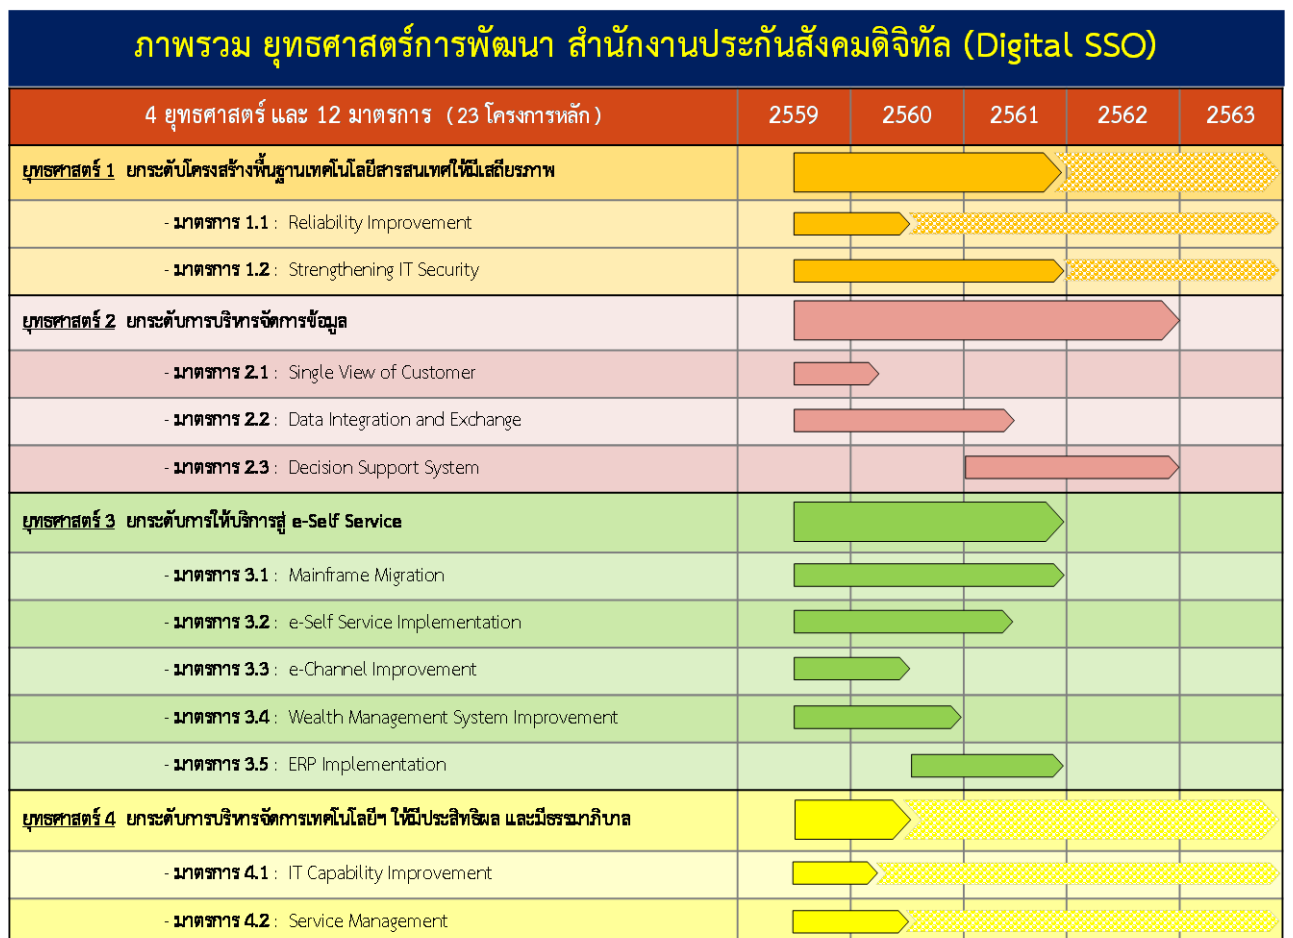 ภาพรวม ยุทธศาสตร์การพัฒนา สำนักงานประกันสังคมดิจิทัล (Digital SSO)
4 ยุทธศาสตร์ และ 12 มาตรการ (23 โครงการหลัก) 2559 2560 2561 2562 2563
ยุทธศาสตร์ 1 ยกระดับโครงสร้างพื้นฐานเทคโนโลยีสารสนเทศให้มีเสถียรภาพ
- มาตรการ 1.1 : Reliability Improvement
- มาตรการ 1.2 : Strengthening IT Security
ยุทธศาสตร์ 2 ยกระดับการบริหารจัดการข้อมูล
- มาตรการ 2.1 : Single View of Customer
- มาตรการ 2.2 : Data Integration and Exchange
- มาตรการ 2.3 : Decision Support System
ยุทธศาสตร์ 3 ยกระดับการให้บริการสู่ e-Self Service
- มาตรการ 3.1 : Mainframe Migration
- มาตรการ 3.2 : e-Self Service Implementation
- มาตรการ 3.3 : e-Channel Improvement
- มาตรการ 3.4 : Wealth Management System Improvement
- มาตรการ 3.5 : ERP Implementation
ยุทธศาสตร์ 4 ยกระดับการบริหารจัดการเทคโนโลยีฯ ให้มีประสิทธิผล และมีธรรมาภิบาล
- มาตรการ 4.1 : IT Capability Improvement
- มาตรการ 4.2 : Service Management